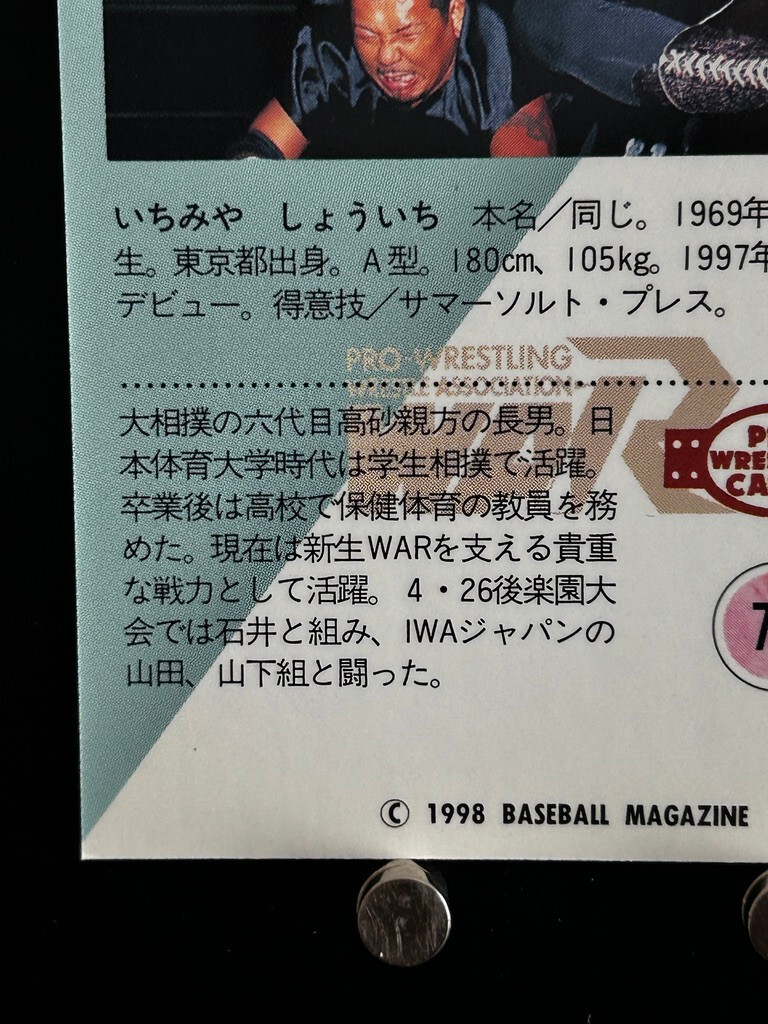 いちみや　しょういち　本名／同じ。1969年
生。東京都出身。A型。180cm、105kg。1997年
デビュー。得意技／サマーソルト・プレス。
PRO-WRESTLING
WRESTLE ASSOCIATION
WAR
大相撲の六代目高砂親方の長男。日
本体育大学時代は学生相撲で活躍。
卒業後は高校で保健体育の教員を務
めた。現在は新生WARを支える貴重
な戦力として活躍。4・26後楽園大
会では石井と組み、IWAジャパンの
山田、山下組と闘った。
WRES
CA
7
© 1998 BASEBALL MAGAZINE